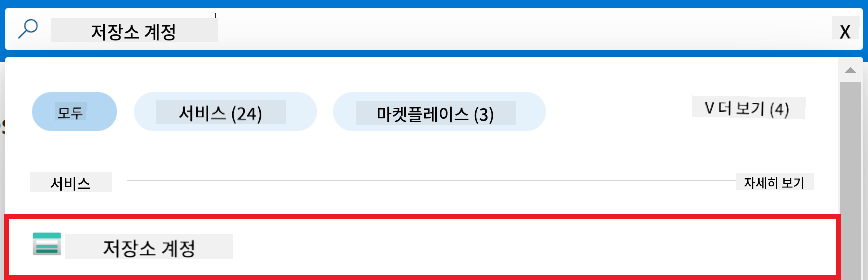 저장소 계정 X
모두 서비스 (24) 마켓플레이스 (3) V 더 보기 (4)
서비스 자세히 보기
저장소 계정